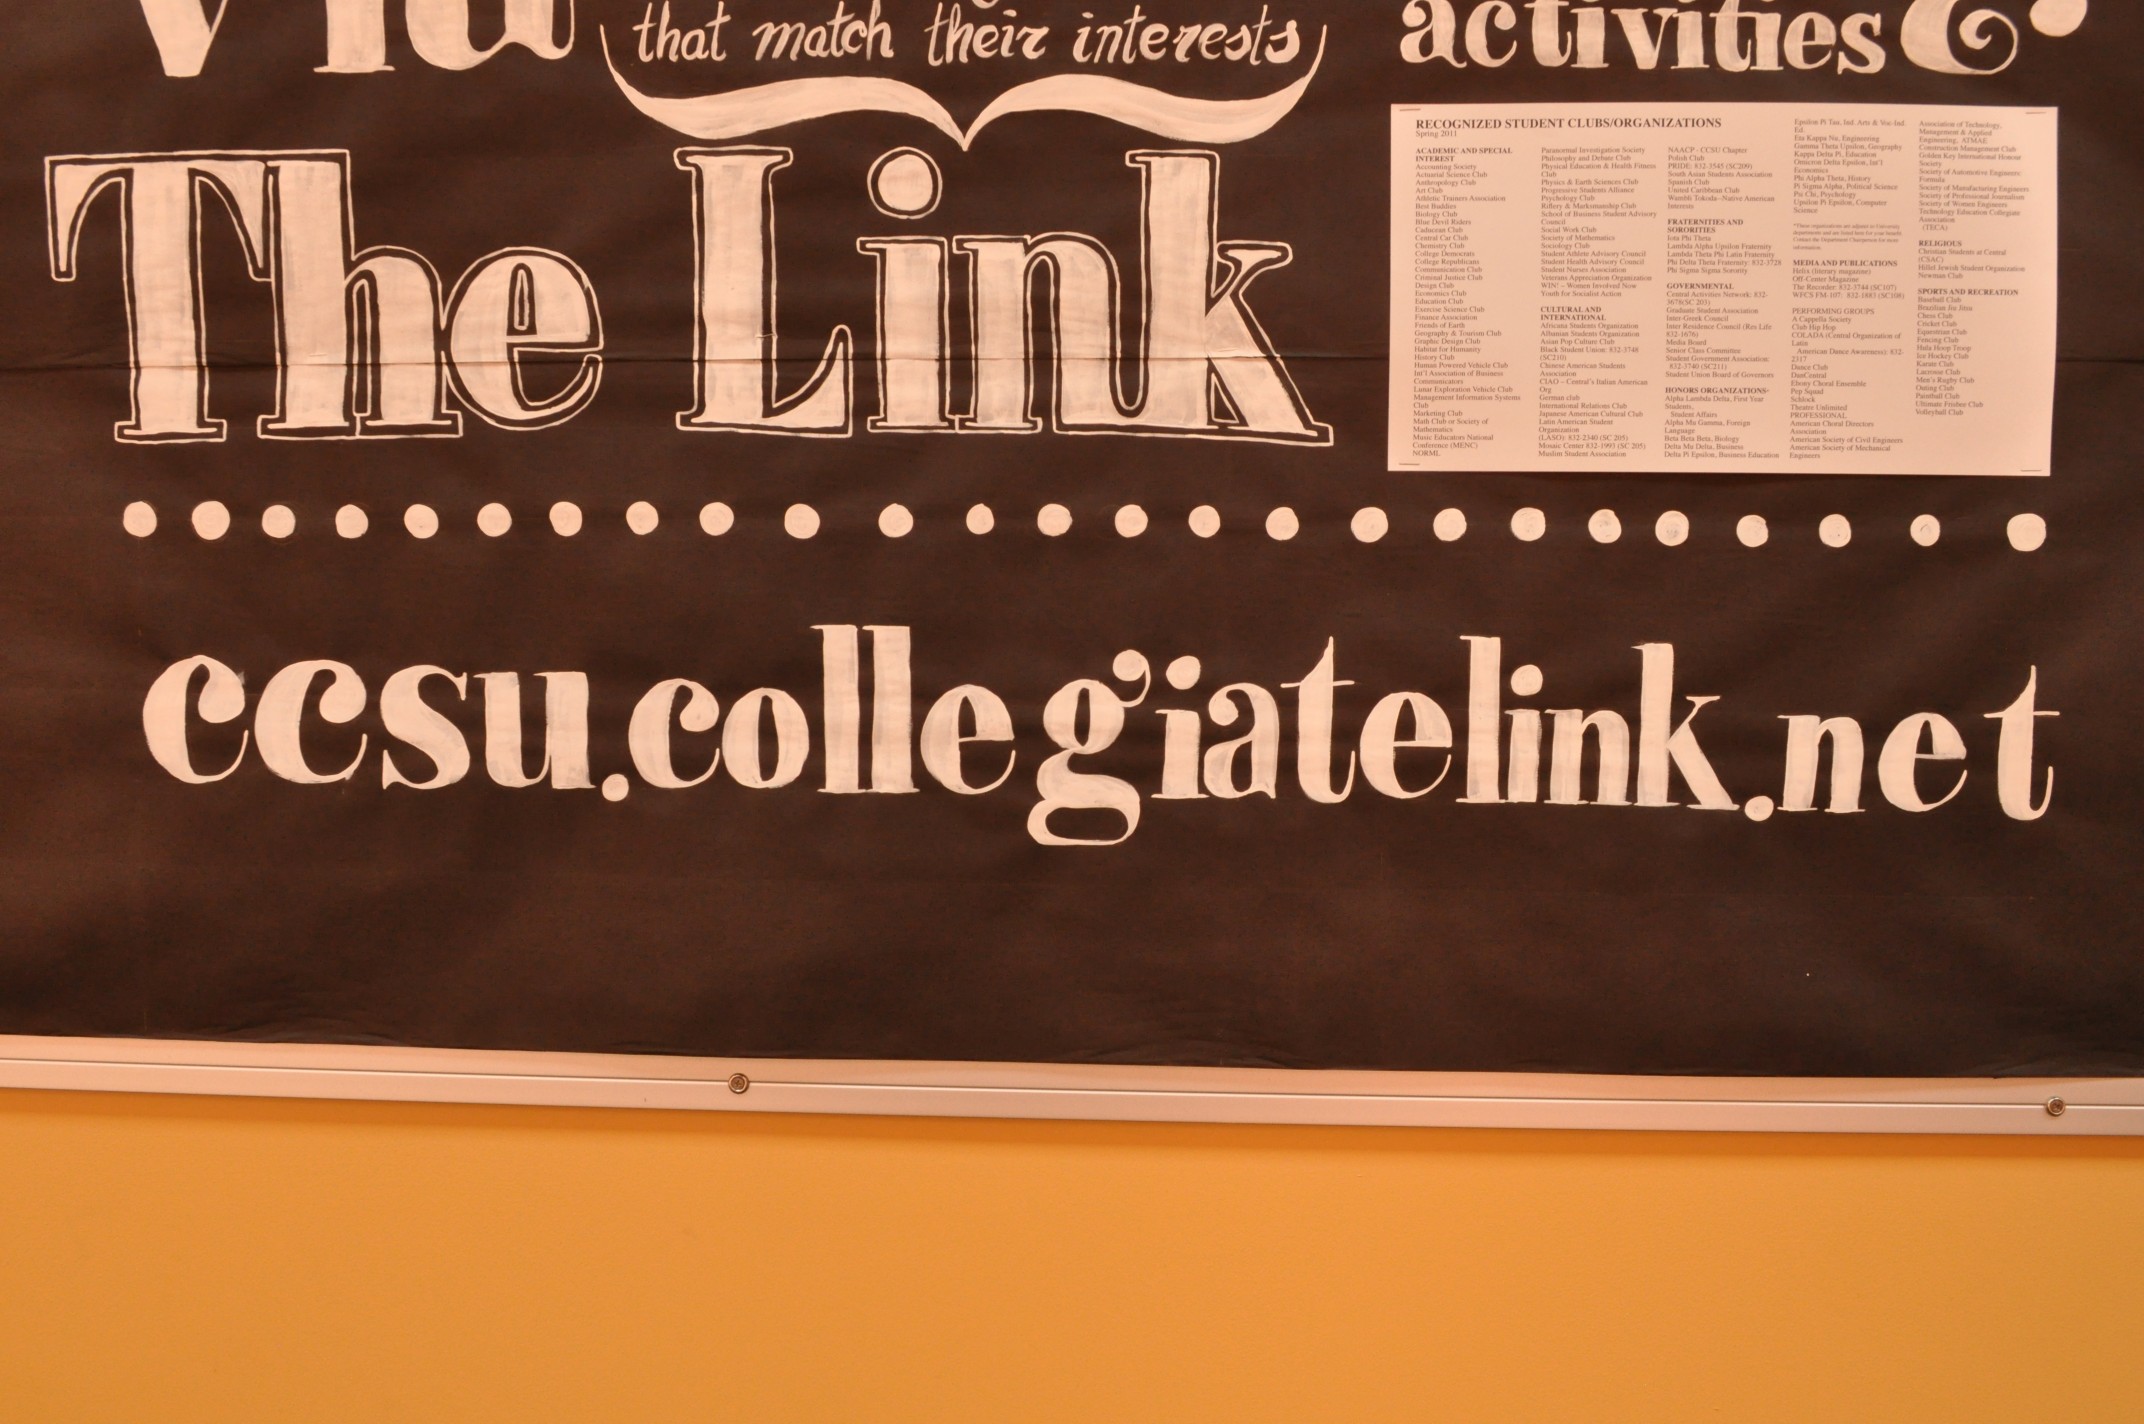 Via
that match their interests
activities &
The Link
RECOGNIZED STUDENT CLUBS/ORGANIZATIONS
Spring 2011
ACADEMIC AND SPECIAL
INTEREST
Accounting Society
Actuarial Science Club
Anthropology Club
Art Club
Athletic Trainers Association
Best Buddies
Biology Club
Blue Devil Riders
Caducean Club
Central Car Club
Chemistry Club
College Democrats
College Republicans
Communication Club
Criminal Justice Club
Design Club
Economics Club
Education Club
Exercise Science Club
Finance Association
Friends of Earth
Geography & Tourism Club
Graphic Design Club
Habitat for Humanity
History Club
Human Powered Vehicle Club
Int'l Association of Business
Communicators
Lunar Exploration Vehicle Club
Management Information Systems
Club
Marketing Club
Math Club or Society of
Mathematics
Music Educators National
Conference (MENC)
NORML
Paranormal Investigation Society
Philosophy and Debate Club
Physical Education & Health Fitness
Club
Physics & Earth Sciences Club
Progressive Students Alliance
Psychology Club
Riflery & Marksmanship Club
School of Business Student Advisory
Council
Social Work Club
Society of Mathematics
Sociology Club
Student Athlete Advisory Council
Student Health Advisory Council
Student Nurses Association
Veterans Appreciation Organization
WIN! – Women Involved Now
Youth for Socialist Action
CULTURAL AND
INTERNATIONAL
Africana Students Organization
Albanian Students Organization
Asian Pop Culture Club
Black Student Union: 832-3748
(SC210)
Chinese American Students
Association
CIAO – Central's Italian American
Org
German club
International Relations Club
Japanese American Cultural Club
Latin American Student
Organization
(LASO): 832-2340 (SC 205)
Mosaic Center 832-1993 (SC 205)
Muslim Student Association
NAACP - CCSU Chapter
Polish Club
PRIDE: 832-3545 (SC209)
South Asian Students Association
Spanish Club
United Caribbean Club
Wambli Tokoda--Native American
Interests
FRATERNITIES AND
SORORITIES
Iota Phi Theta
Lambda Alpha Upsilon Fraternity
Lambda Theta Phi Latin Fraternity
Phi Delta Theta Fraternity: 832-3728
Phi Sigma Sigma Sorority
GOVERNMENTAL
Central Activities Network: 832-
3678(SC 203)
Graduate Student Association
Inter-Greek Council
Inter Residence Council (Res Life
832-1676)
Media Board
Senior Class Committee
Student Government Association:
832-3740 (SC211)
Student Union Board of Governors
HONORS ORGANIZATIONS-
Alpha Lambda Delta, First Year
Students,
Student Affairs
Alpha Mu Gamma, Foreign
Language
Beta Beta Beta, Biology
Delta Mu Delta, Business
Delta Pi Epsilon, Business Education
Epsilon Pi Tau, Ind. Arts & Voc-Ind.
Ed.
Eta Kappa Nu, Engineering
Gamma Theta Upsilon, Geography
Kappa Delta Pi, Education
Omicron Delta Epsilon, Int'l
Economics
Phi Alpha Theta, History
Pi Sigma Alpha, Political Science
Psi Chi, Psychology
Upsilon Pi Epsilon, Computer
Science
*These organizations are adjunct to University
departments and are listed here for your benefit.
Contact the Department Chairperson for more
information.
MEDIA AND PUBLICATIONS
Helix (literary magazine)
Off-Center Magazine
The Recorder: 832-3744 (SC107)
WFCS FM-107: 832-1883 (SC108)
PERFORMING GROUPS
A Cappella Society
Club Hip Hop
COLADA (Central Organization of
Latin
American Dance Awareness): 832-
2317
Dance Club
DanCentral
Ebony Choral Ensemble
Pep Squad
Schlock
Theater Unlimited
PROFESSIONAL
American Choral Directors
Association
American Society of Civil Engineers
American Society of Mechanical
Engineers
Association of Technology,
Management & Applied
Engineering, ATMAE
Construction Management Club
Golden Key International Honour
Society
Society of Automotive Engineers:
Formula
Society of Manufacturing Engineers
Society of Professional Journalism
Society of Women Engineers
Technology Education Collegiate
Association
(TECA)
RELIGIOUS
Christian Students at Central
(CSAC)
Hillel Jewish Student Organization
Newman Club
SPORTS AND RECREATION
Baseball Club
Brazilian Jiu Jitsu
Chess Club
Cricket Club
Equestrian Club
Fencing Club
Hula Hoop Troop
Ice Hockey Club
Karate Club
Lacrosse Club
Men's Rugby Club
Outing Club
Paintball Club
Ultimate Frisbee Club
Volleyball Club
ccsu.collegiatelink.net